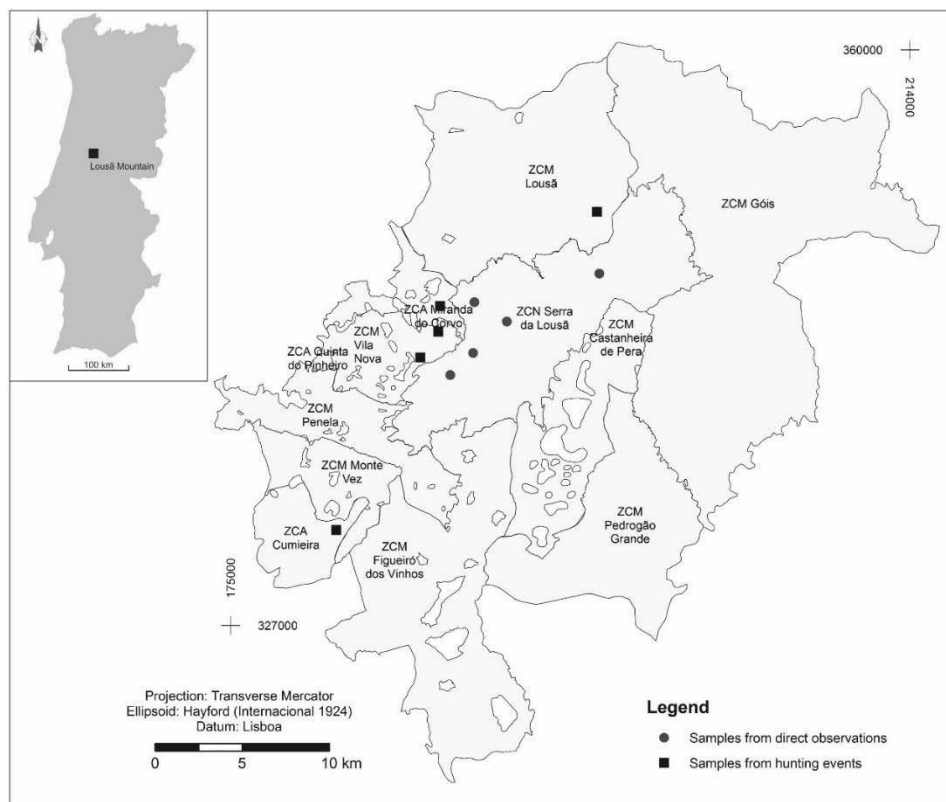 N
Lousã Mountain
100 km
360000
214000
ZCM
Lousã
ZCM Góis
ZCA Miranda
do Corvo
ZCN Serra
da Lousã
ZCM
Castanheira
de Pera
ZCM
Vila
Nova
ZCA Quinta
do Pinheiro
ZCM
Penela
ZCM Monte
Vez
ZCA
Cumieira
ZCM
Figueiró
dos Vinhos
ZCM
Pedrogão
Grande
175000
327000
Projection: Transverse Mercator
Ellipsoid: Hayford (Internacional 1924)
Datum: Lisboa
0 5 10 km
Legend
Samples from direct observations
Samples from hunting events